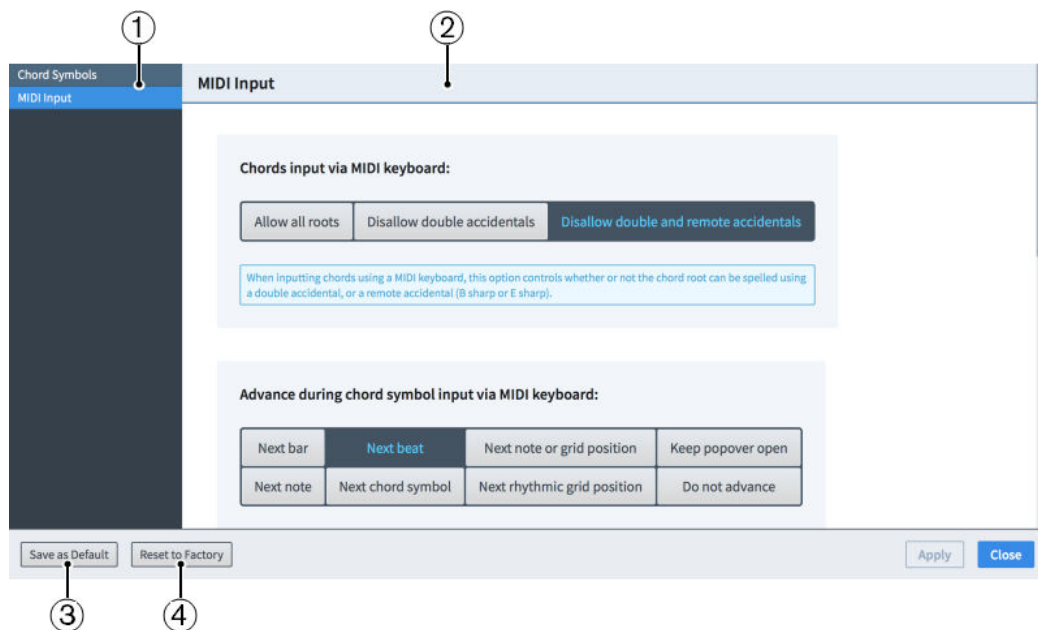 1 2
Chord Symbols
MIDI Input
MIDI Input
Chords input via MIDI keyboard:
Allow all roots Disallow double accidentals Disallow double and remote accidentals
When inputting chords using a MIDI keyboard, this option controls whether or not the chord root can be spelled using
a double accidental, or a remote accidental (B sharp or E sharp).
Advance during chord symbol input via MIDI keyboard:
Next bar Next beat Next note or grid position Keep popover open
Next note Next chord symbol Next rhythmic grid position Do not advance
Save as Default Reset to Factory Apply Close
3 4